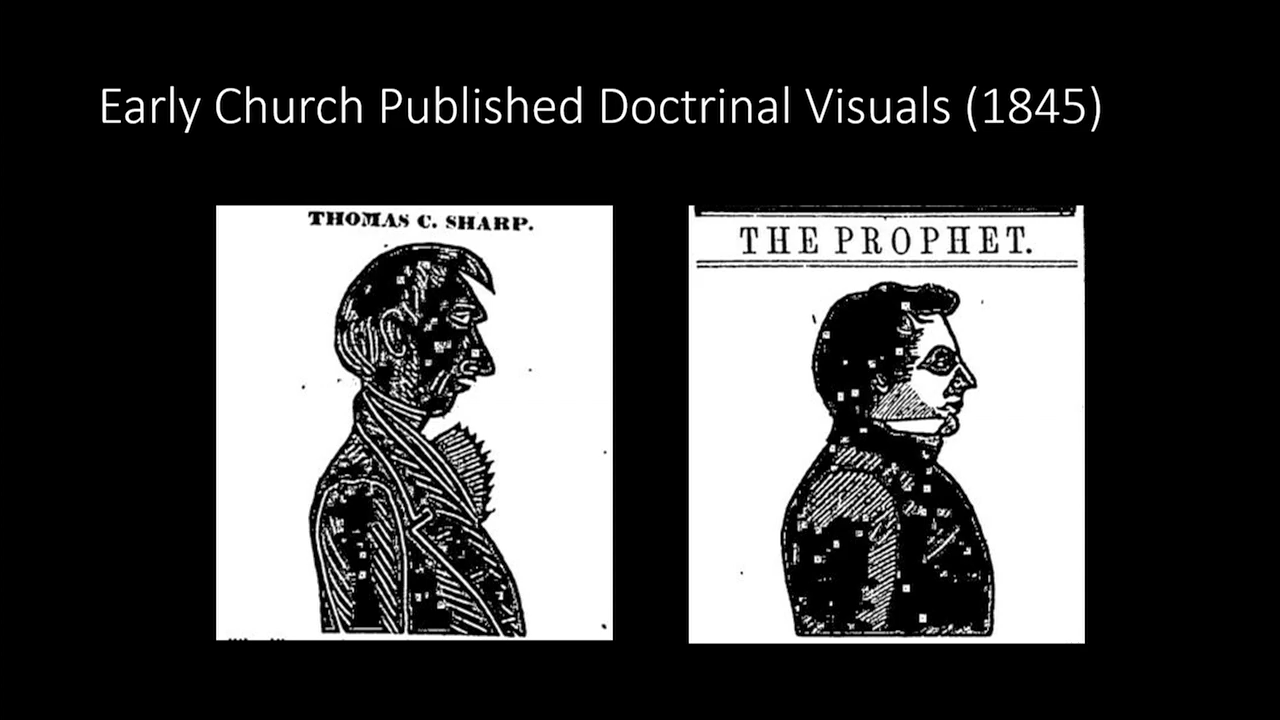 Early Church Published Doctrinal Visuals (1845)
THOMAS C. SHARP.
THE PROPHET.